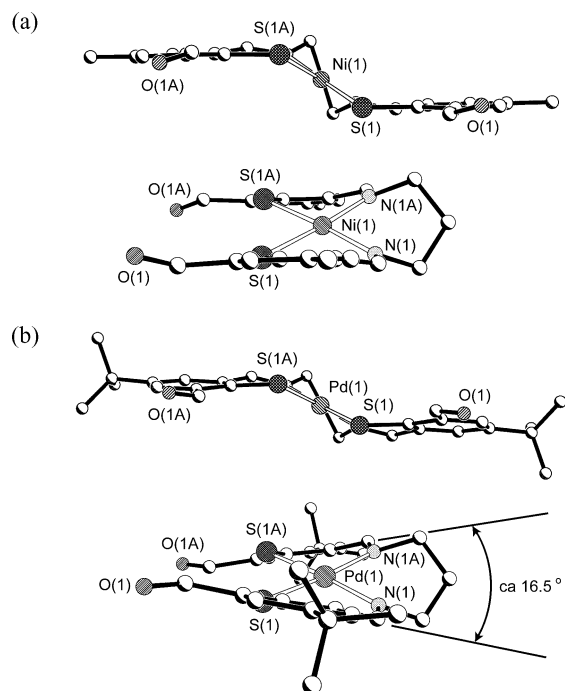 (a)
S(1A)
Ni(1)
O(1A)
S(1)
O(1)
S(1A)
O(1A)
N(1A)
Ni(1)
N(1)
O(1)
S(1)
(b)
S(1A)
Pd(1)
S(1)
O(1)
O(1A)
S(1A)
O(1A)
N(1A)
Pd(1)
O(1)
N(1)
ca 16.5°
S(1)